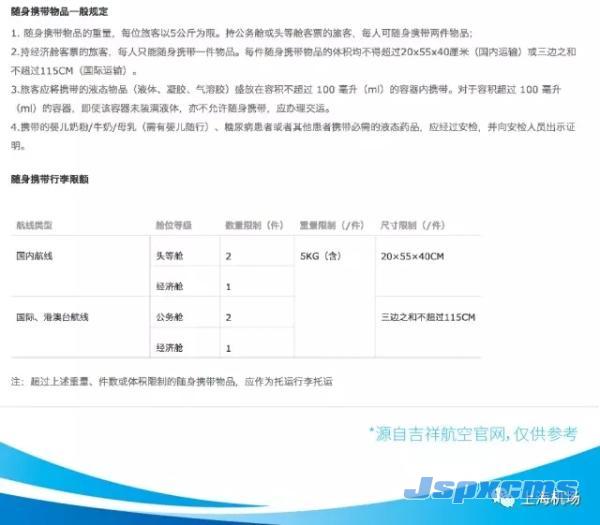 随身携带物品一般规定
1. 随身携带物品的重量，每位旅客以5公斤为限。持公务舱或头等舱客票的旅客，每人可随身携带两件物品；
2.持经济舱客票的旅客，每人只能随身携带一件物品。每件随身携带物品的体积均不得超过20x55x40厘米（国内运输）或三边之和
不超过115CM（国际运输）。
3.旅客应将携带的液态物品（液体、凝胶、气溶胶）盛放在容积不超过 100 毫升（ml）的容器内携带。对于容积超过 100 毫升
（ml）的容器，即使该容器未装满液体，亦不允许随身携带，应办理交运。
4.携带的婴儿奶粉/牛奶/母乳（需有婴儿随行）、糖尿病患者或者其他患者携带必需的液态药品，应经过安检，并向安检人员出示证
明。
随身携带行李限额
航线类型 舱位等级 数量限制（件） 重量限制（/件） 尺寸限制（/件）
国内航线 头等舱 2 5KG（含） 20×55×40CM
经济舱 1
国际、港澳台航线 公务舱 2 三边之和不超过115CM
经济舱 1
注：超过上述重量、件数或体积限制的随身携带物品，应作为托运行李托运
*源自吉祥航空官网,仅供参考
Jspxcms
上海机场